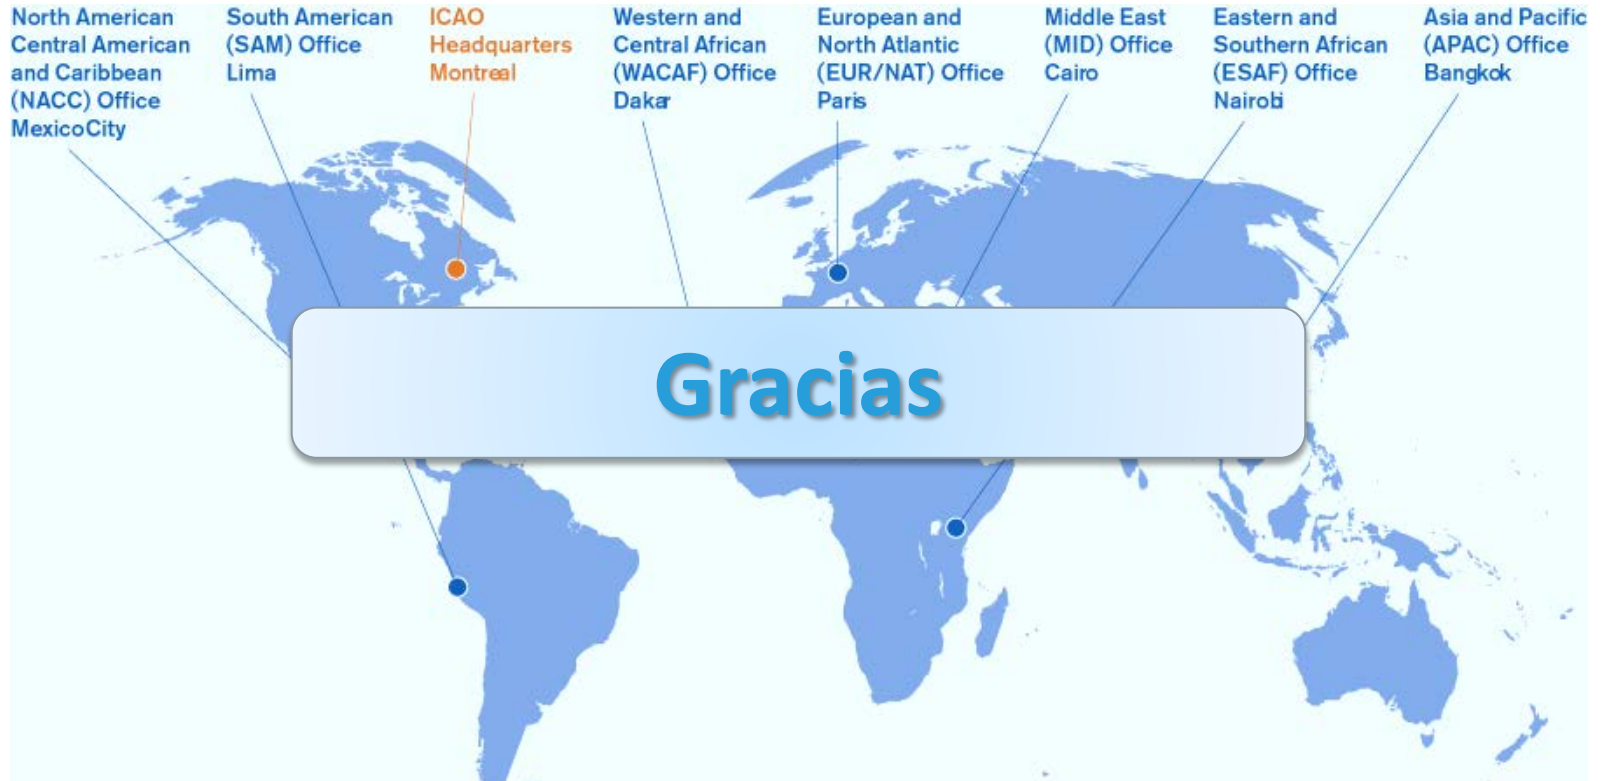 North American
Central American
and Caribbean
(NACC) Office
MexicoCity
South American
(SAM) Office
Lima
ICAO
Headquarters
Montreal
Western and
Central African
(WACAF) Office
Dakar
European and
North Atlantic
(EUR/NAT) Office
Paris
Middle East
(MID) Office
Cairo
Eastern and
Southern African
(ESAF) Office
Nairobi
Asia and Pacific
(APAC) Office
Bangkok
Gracias